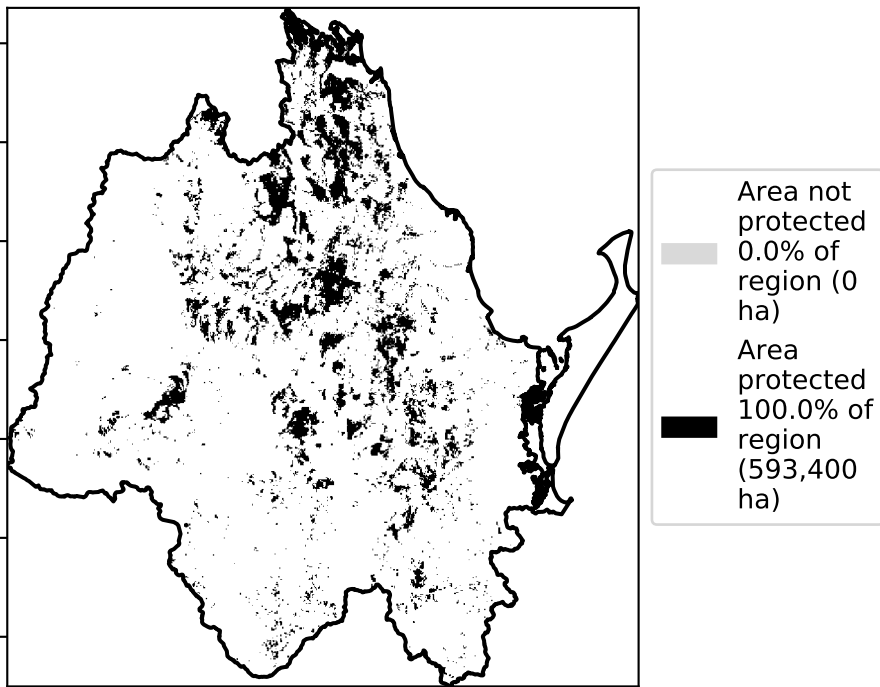 Area not
protected
0.0% of
region (0
ha)
Area
protected
100.0% of
region
(593,400
ha)